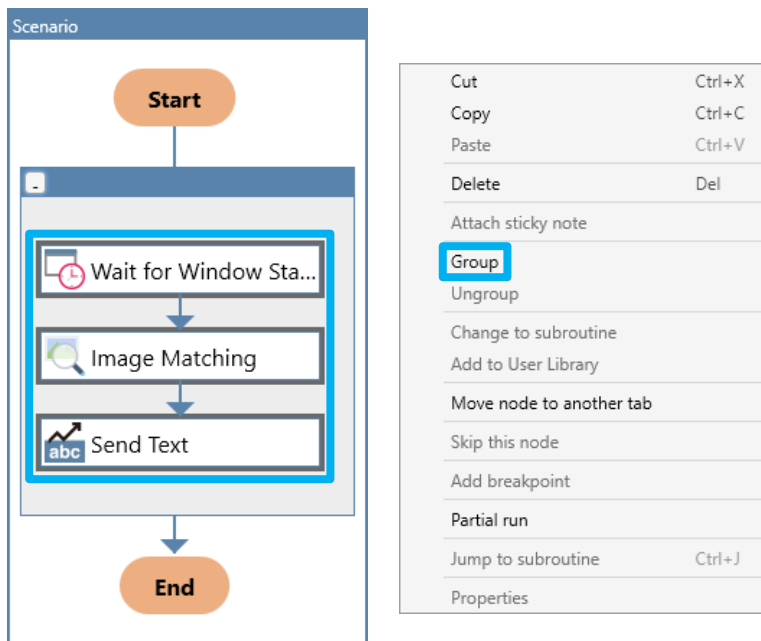 Scenario
Start
-
Wait for Window Sta...
Image Matching
abc Send Text
End
Cut Ctrl+X
Copy Ctrl+C
Paste Ctrl+V
Delete Del
Attach sticky note
Group
Ungroup
Change to subroutine
Add to User Library
Move node to another tab
Skip this node
Add breakpoint
Partial run
Jump to subroutine Ctrl+J
Properties